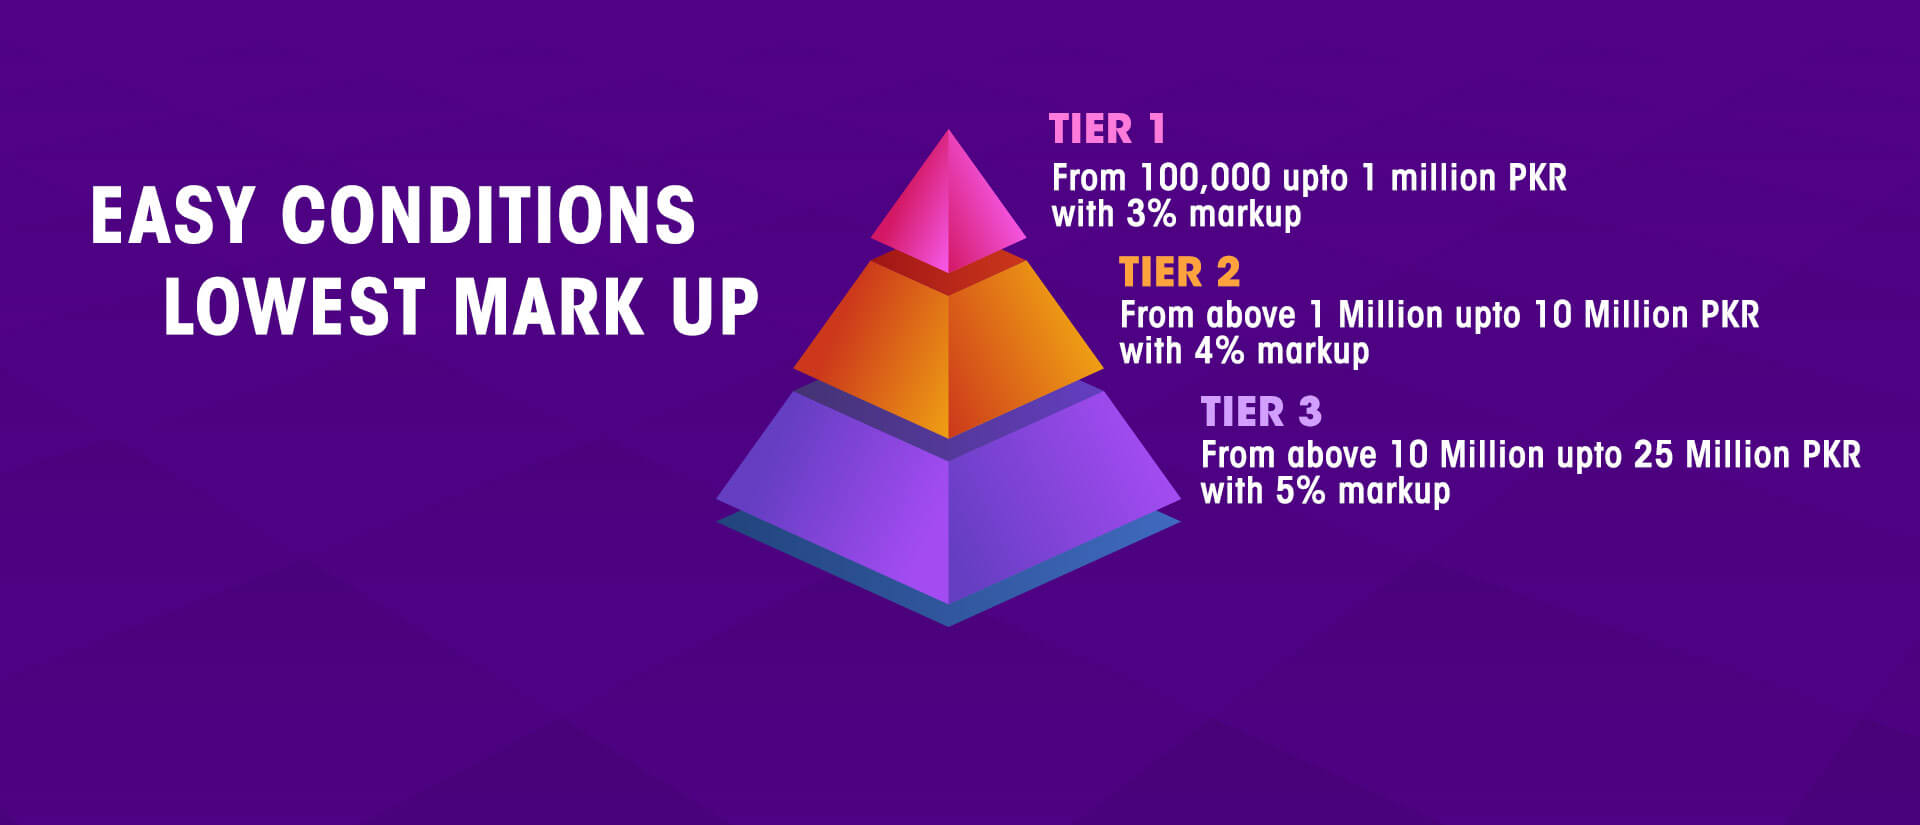 EASY CONDITIONS
LOWEST MARK UP
TIER 1
From 100,000 upto 1 million PKR
with 3% markup
TIER 2
From above 1 Million upto 10 Million PKR
with 4% markup
TIER 3
From above 10 Million upto 25 Million PKR
with 5% markup